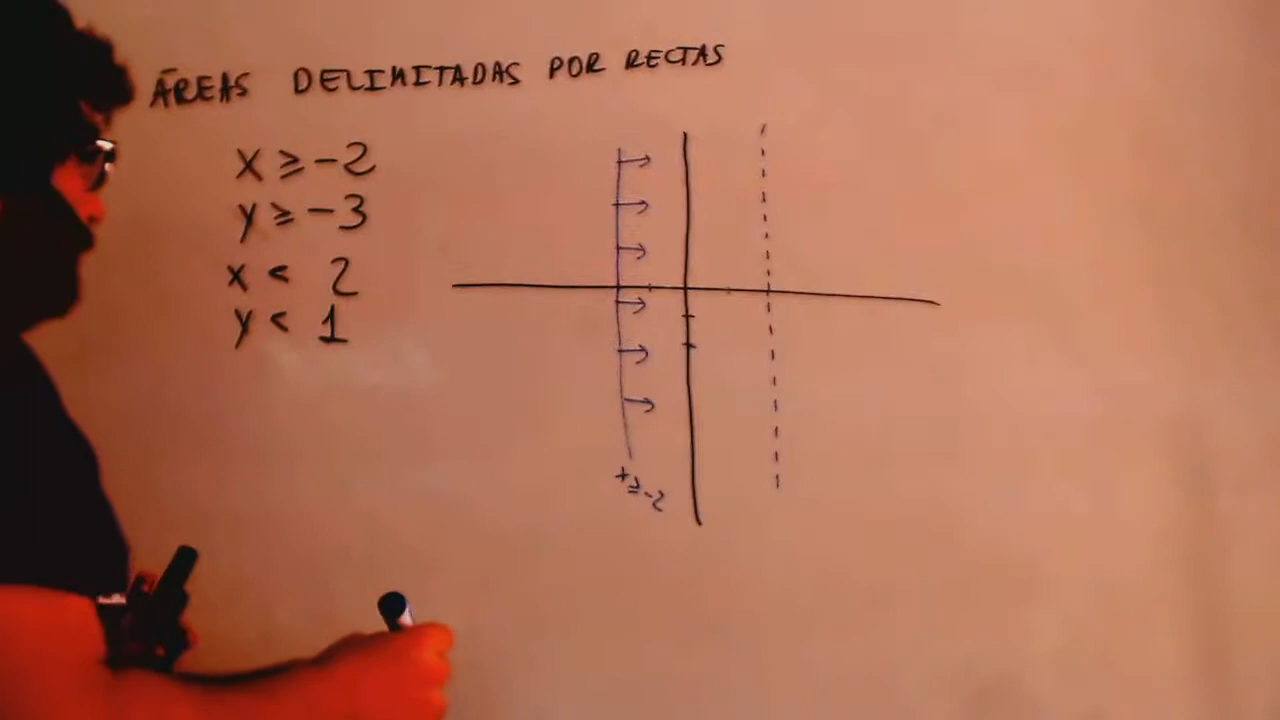 ÁREAS DELIMITADAS POR RECTAS
x ≥ -2
y ≥ -3
x < 2
y < 1
x ≥ -2